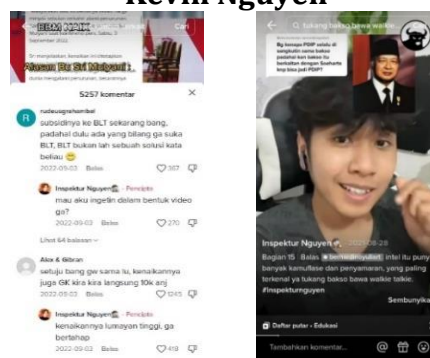 Kevin Nguyen
BBM NAIK
Cari
Alasan Bu Sri Mulyani :.
5257 komentar
subsidinya ke BLT sekarang bang,
padahal dulu ada yang bilang ga suka
BLT, BLT bukan lah sebuah solusi kata
beliau
2022-09-03 Balas 367
Inspektur Nguyen · Pencipta
mau aku ingetin dalam bentuk video
ga?
2022-09-03 Balas 270
Lihat 64 balasan
Alex & Gibran
setuju bang gw sama lu, kenaikannya
juga GK kira kira langsung 10k anj
2022-09-03 Balas 1245
Inspektur Nguyen · Pencipta
kenaikannya lumayan tinggi, ga
bertahap
2022-09-03 Balas 418
tukang bakso bawa walkie...
Bg kenapa PDIP selalu di
sangkutin sama bakso
padahal kan bakso itu
berkaitan dengan Soeharto
knp bisa jadi PDIP?
Inspektur Nguyen · 2021-08-28
Bagian 15 Balas intel itu puny
banyak kamuflase dan penyamaran, yang paling
terkenal ya tukang bakso bawa walkie talkie.
#inspekturnguyen
Sembunyika
Daftar putar • Edukasi
Tambahkan komentar...